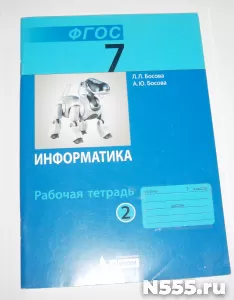 ФГОС
7
Л.Л. Босова
А.Ю. Босова
ИНФОРМАТИКА
Рабочая тетрадь
2
N555.ru